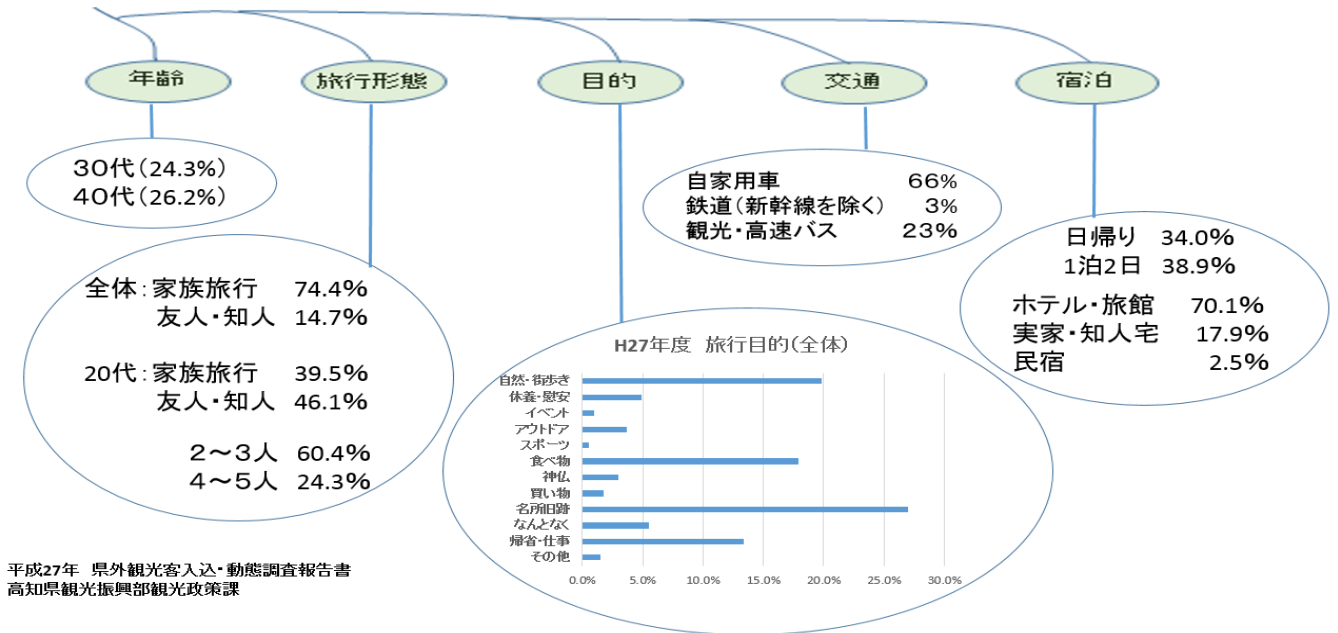 年齢
旅行形態
目的
交通
宿泊
30代(24.3%)
40代(26.2%)
全体:家族旅行 74.4%
友人・知人 14.7%
20代:家族旅行 39.5%
友人・知人 46.1%
2~3人 60.4%
4~5人 24.3%
H27年度 旅行目的(全体)
自然・街歩き
休養・慰安
イベント
アウトドア
スポーツ
食べ物
神仏
買い物
名所旧跡
なんとなく
帰省・仕事
その他
0.0% 5.0% 10.0% 15.0% 20.0% 25.0% 30.0%
自家用車 66%
鉄道(新幹線を除く) 3%
観光・高速バス 23%
日帰り 34.0%
1泊2日 38.9%
ホテル・旅館 70.1%
実家・知人宅 17.9%
民宿 2.5%
平成27年 県外観光客入込・動態調査報告書
高知県観光振興部観光政策課